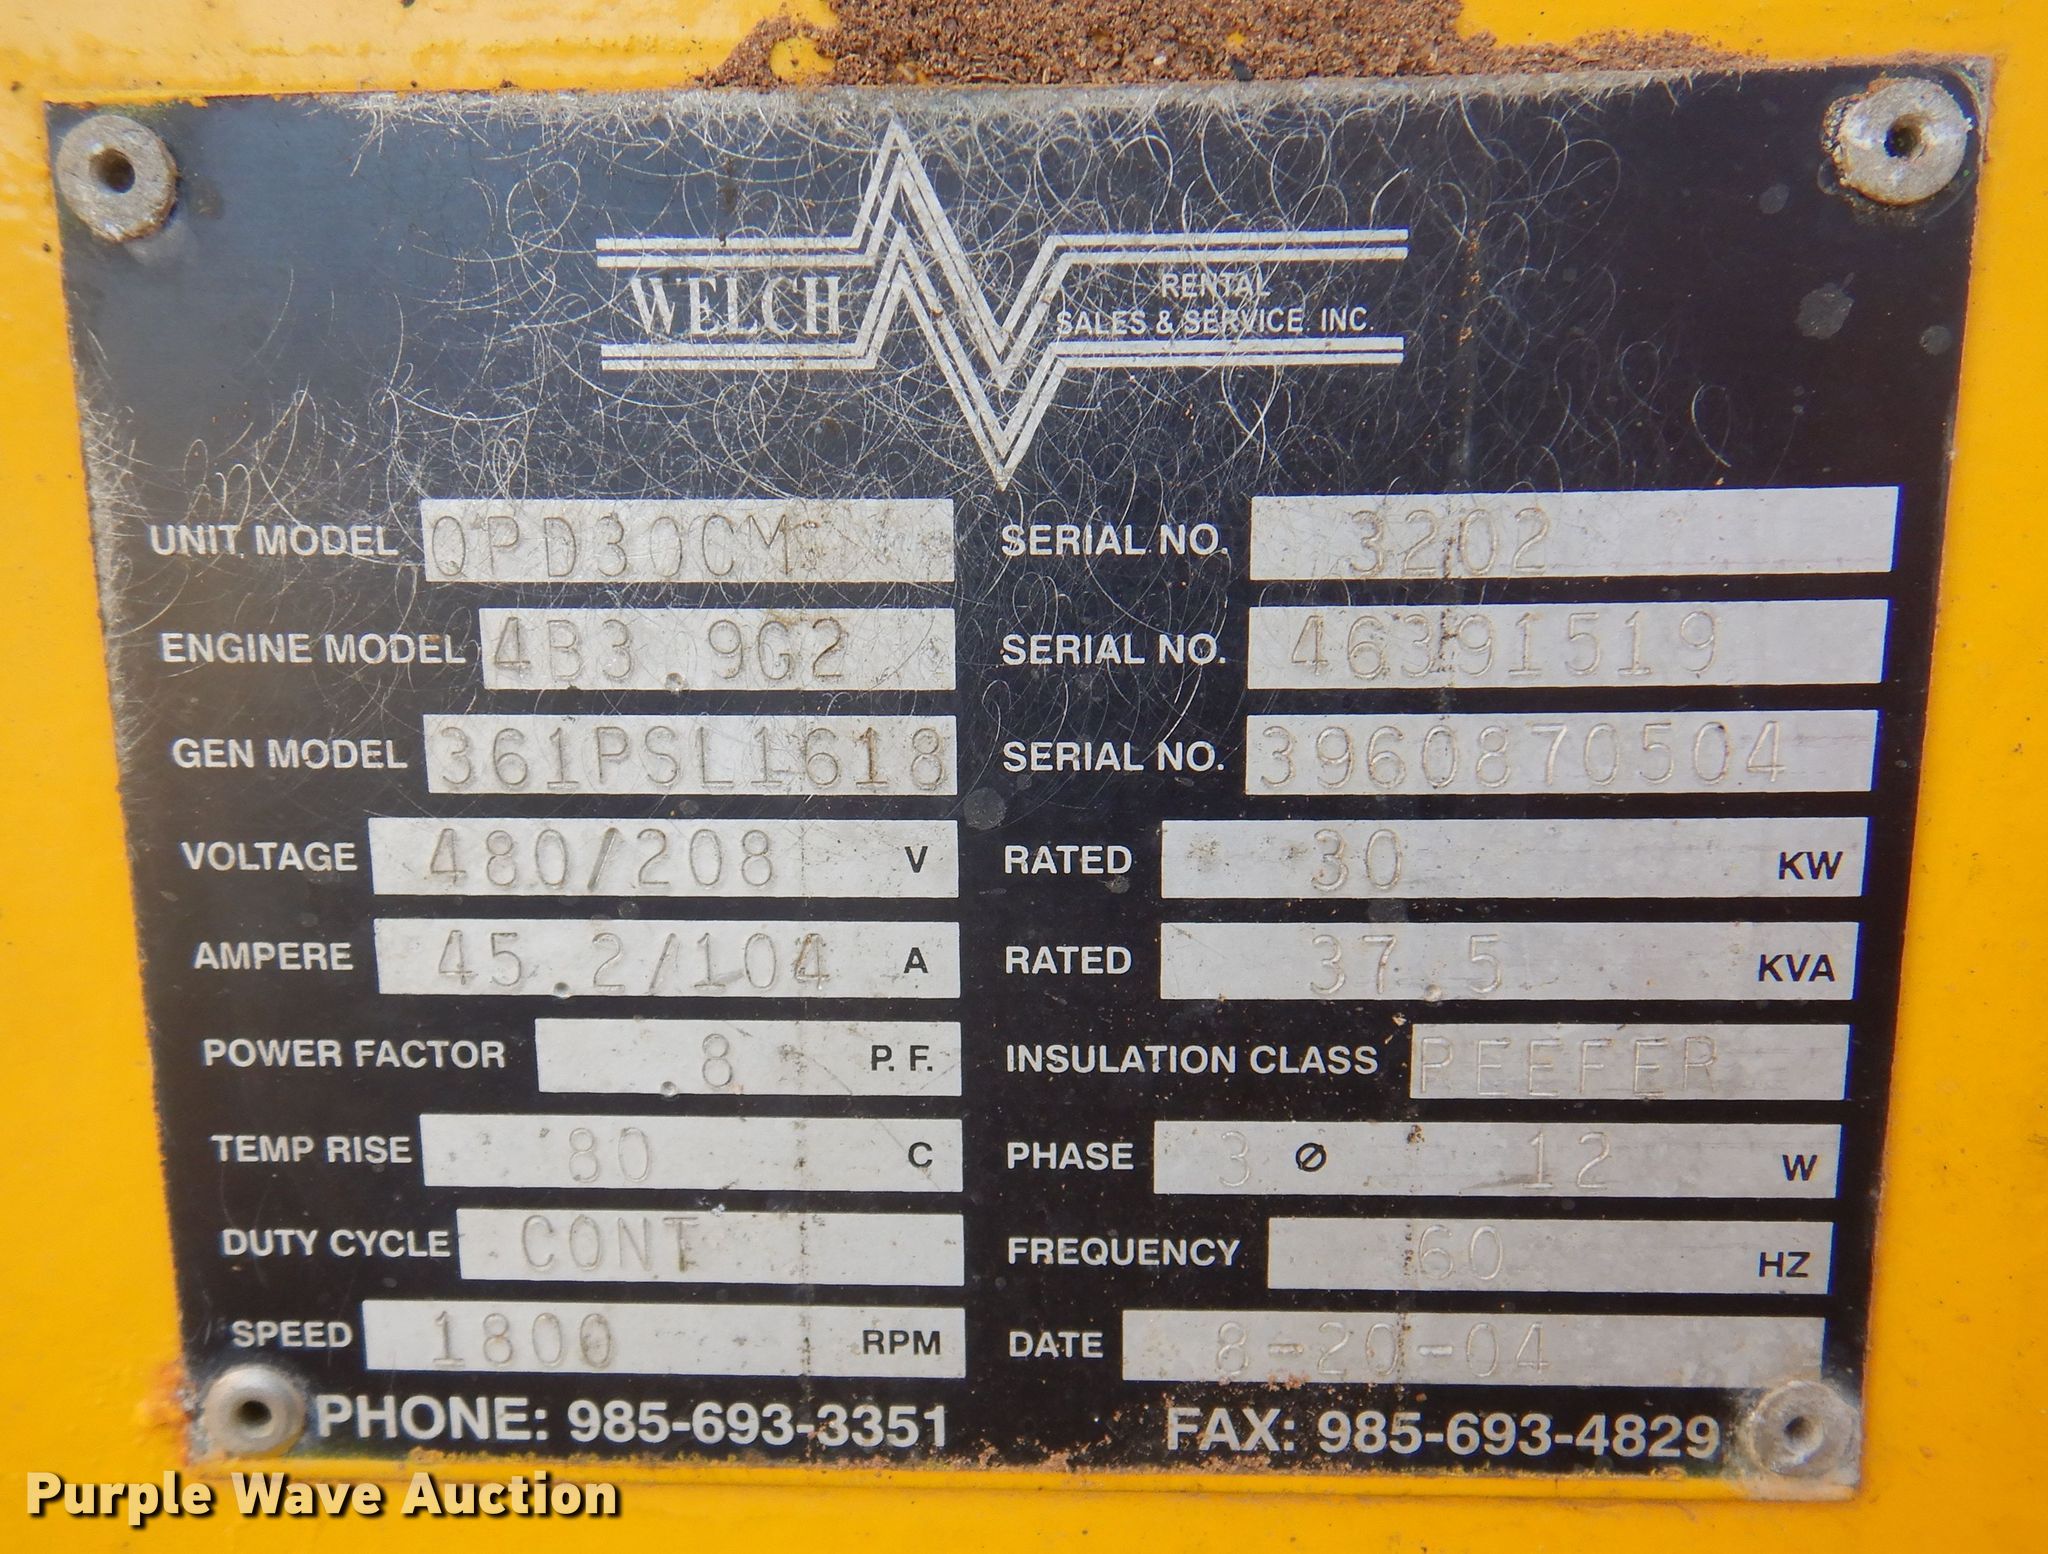 WELCH
RENTAL
SALES & SERVICE. INC.
UNIT MODEL QPD30CM SERIAL NO. 3202
ENGINE MODEL 4B3.9G2 SERIAL NO. 46391519
GEN MODEL 361PSL1618 SERIAL NO. 3960870504
VOLTAGE 480/208 V RATED 30 KW
AMPERE 45.2/104 A RATED 37.5 KVA
POWER FACTOR .8 P.F. INSULATION CLASS REEFER
TEMP RISE 80 C PHASE 3 Ø 12 W
DUTY CYCLE CONT FREQUENCY 60 HZ
SPEED 1800 RPM DATE 8-20-04
PHONE: 985-693-3351 FAX: 985-693-4829
Purple Wave Auction